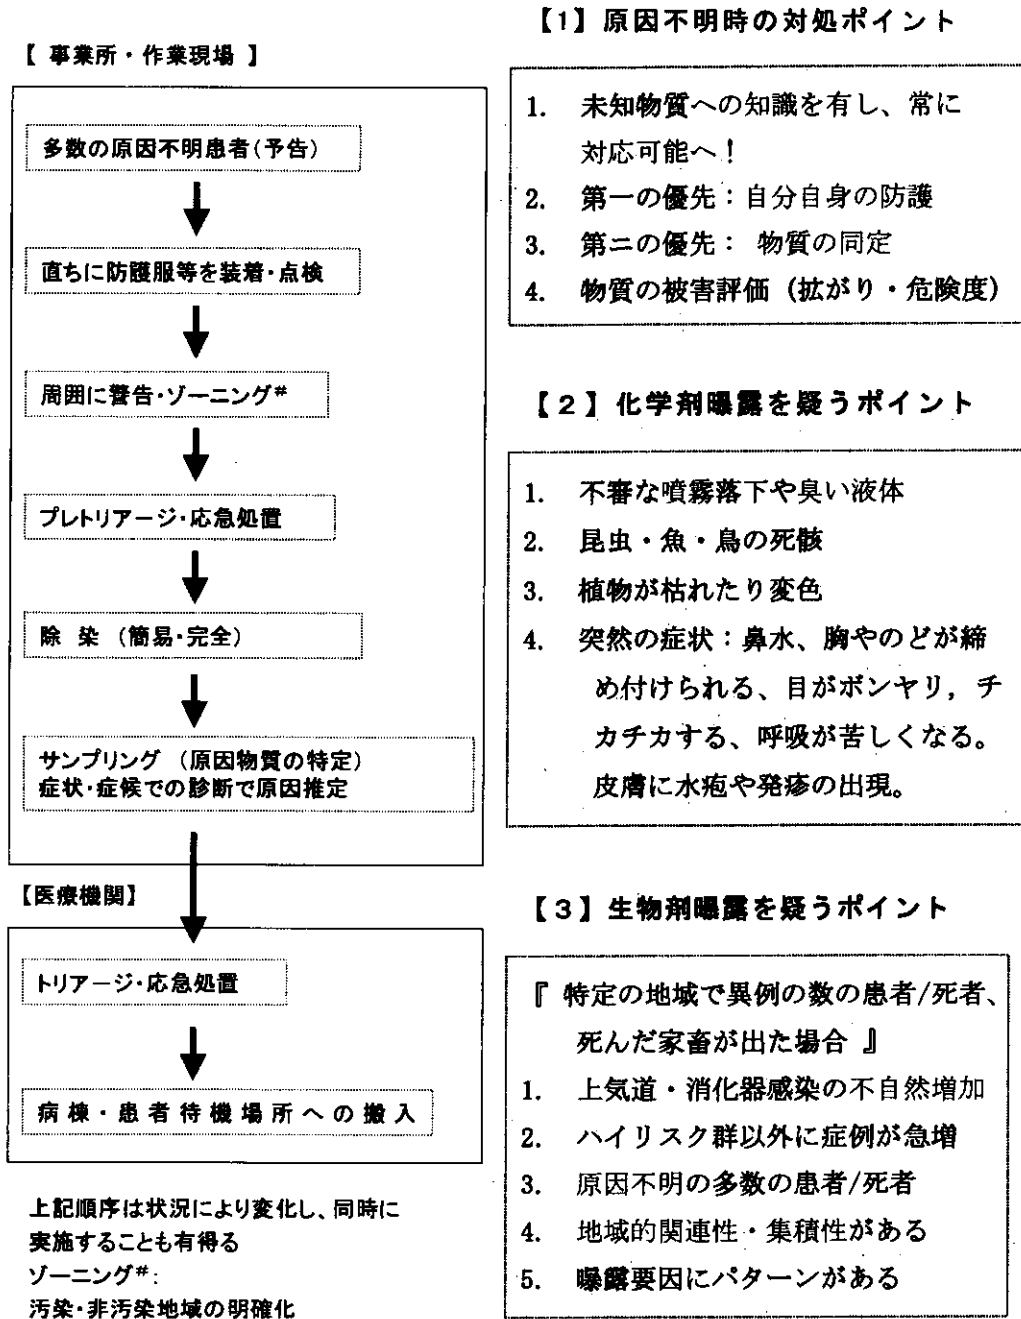 【 事業所・作業現場 】
多数の原因不明患者(予告)
直ちに防護服等を装着・点検
周囲に警告・ゾーニング#
プレトリアージ・応急処置
除 染 (簡易・完全)
サンプリング (原因物質の特定)
症状・症候での診断で原因推定
【医療機関】
トリアージ・応急処置
病 棟 ・ 患 者 待 機 場 所 へ の 搬 入
上記順序は状況により変化し、同時に
実施することも有得る
ゾーニング#:
汚染・非汚染地域の明確化
【1】原因不明時の対処ポイント
1. 未知物質への知識を有し、常に
対応可能へ!
2. 第一の優先:自分自身の防護
3. 第ニの優先: 物質の同定
4. 物質の被害評価(拡がり・危険度)
【2】化学剤曝露を疑うポイント
1. 不審な噴霧落下や臭い液体
2. 昆虫・魚・鳥の死骸
3. 植物が枯れたり変色
4. 突然の症状:鼻水、胸やのどが締
め付けられる、目がボンヤリ,チ
カチカする、呼吸が苦しくなる。
皮膚に水疱や発疹の出現。
【3】生物剤曝露を疑うポイント
『 特定の地域で異例の数の患者/死者、
死んだ家畜が出た場合 』
1. 上気道・消化器感染の不自然増加
2. ハイリスク群以外に症例が急増
3. 原因不明の多数の患者/死者
4. 地域的関連性・集積性がある
5. 曝露要因にパターンがある